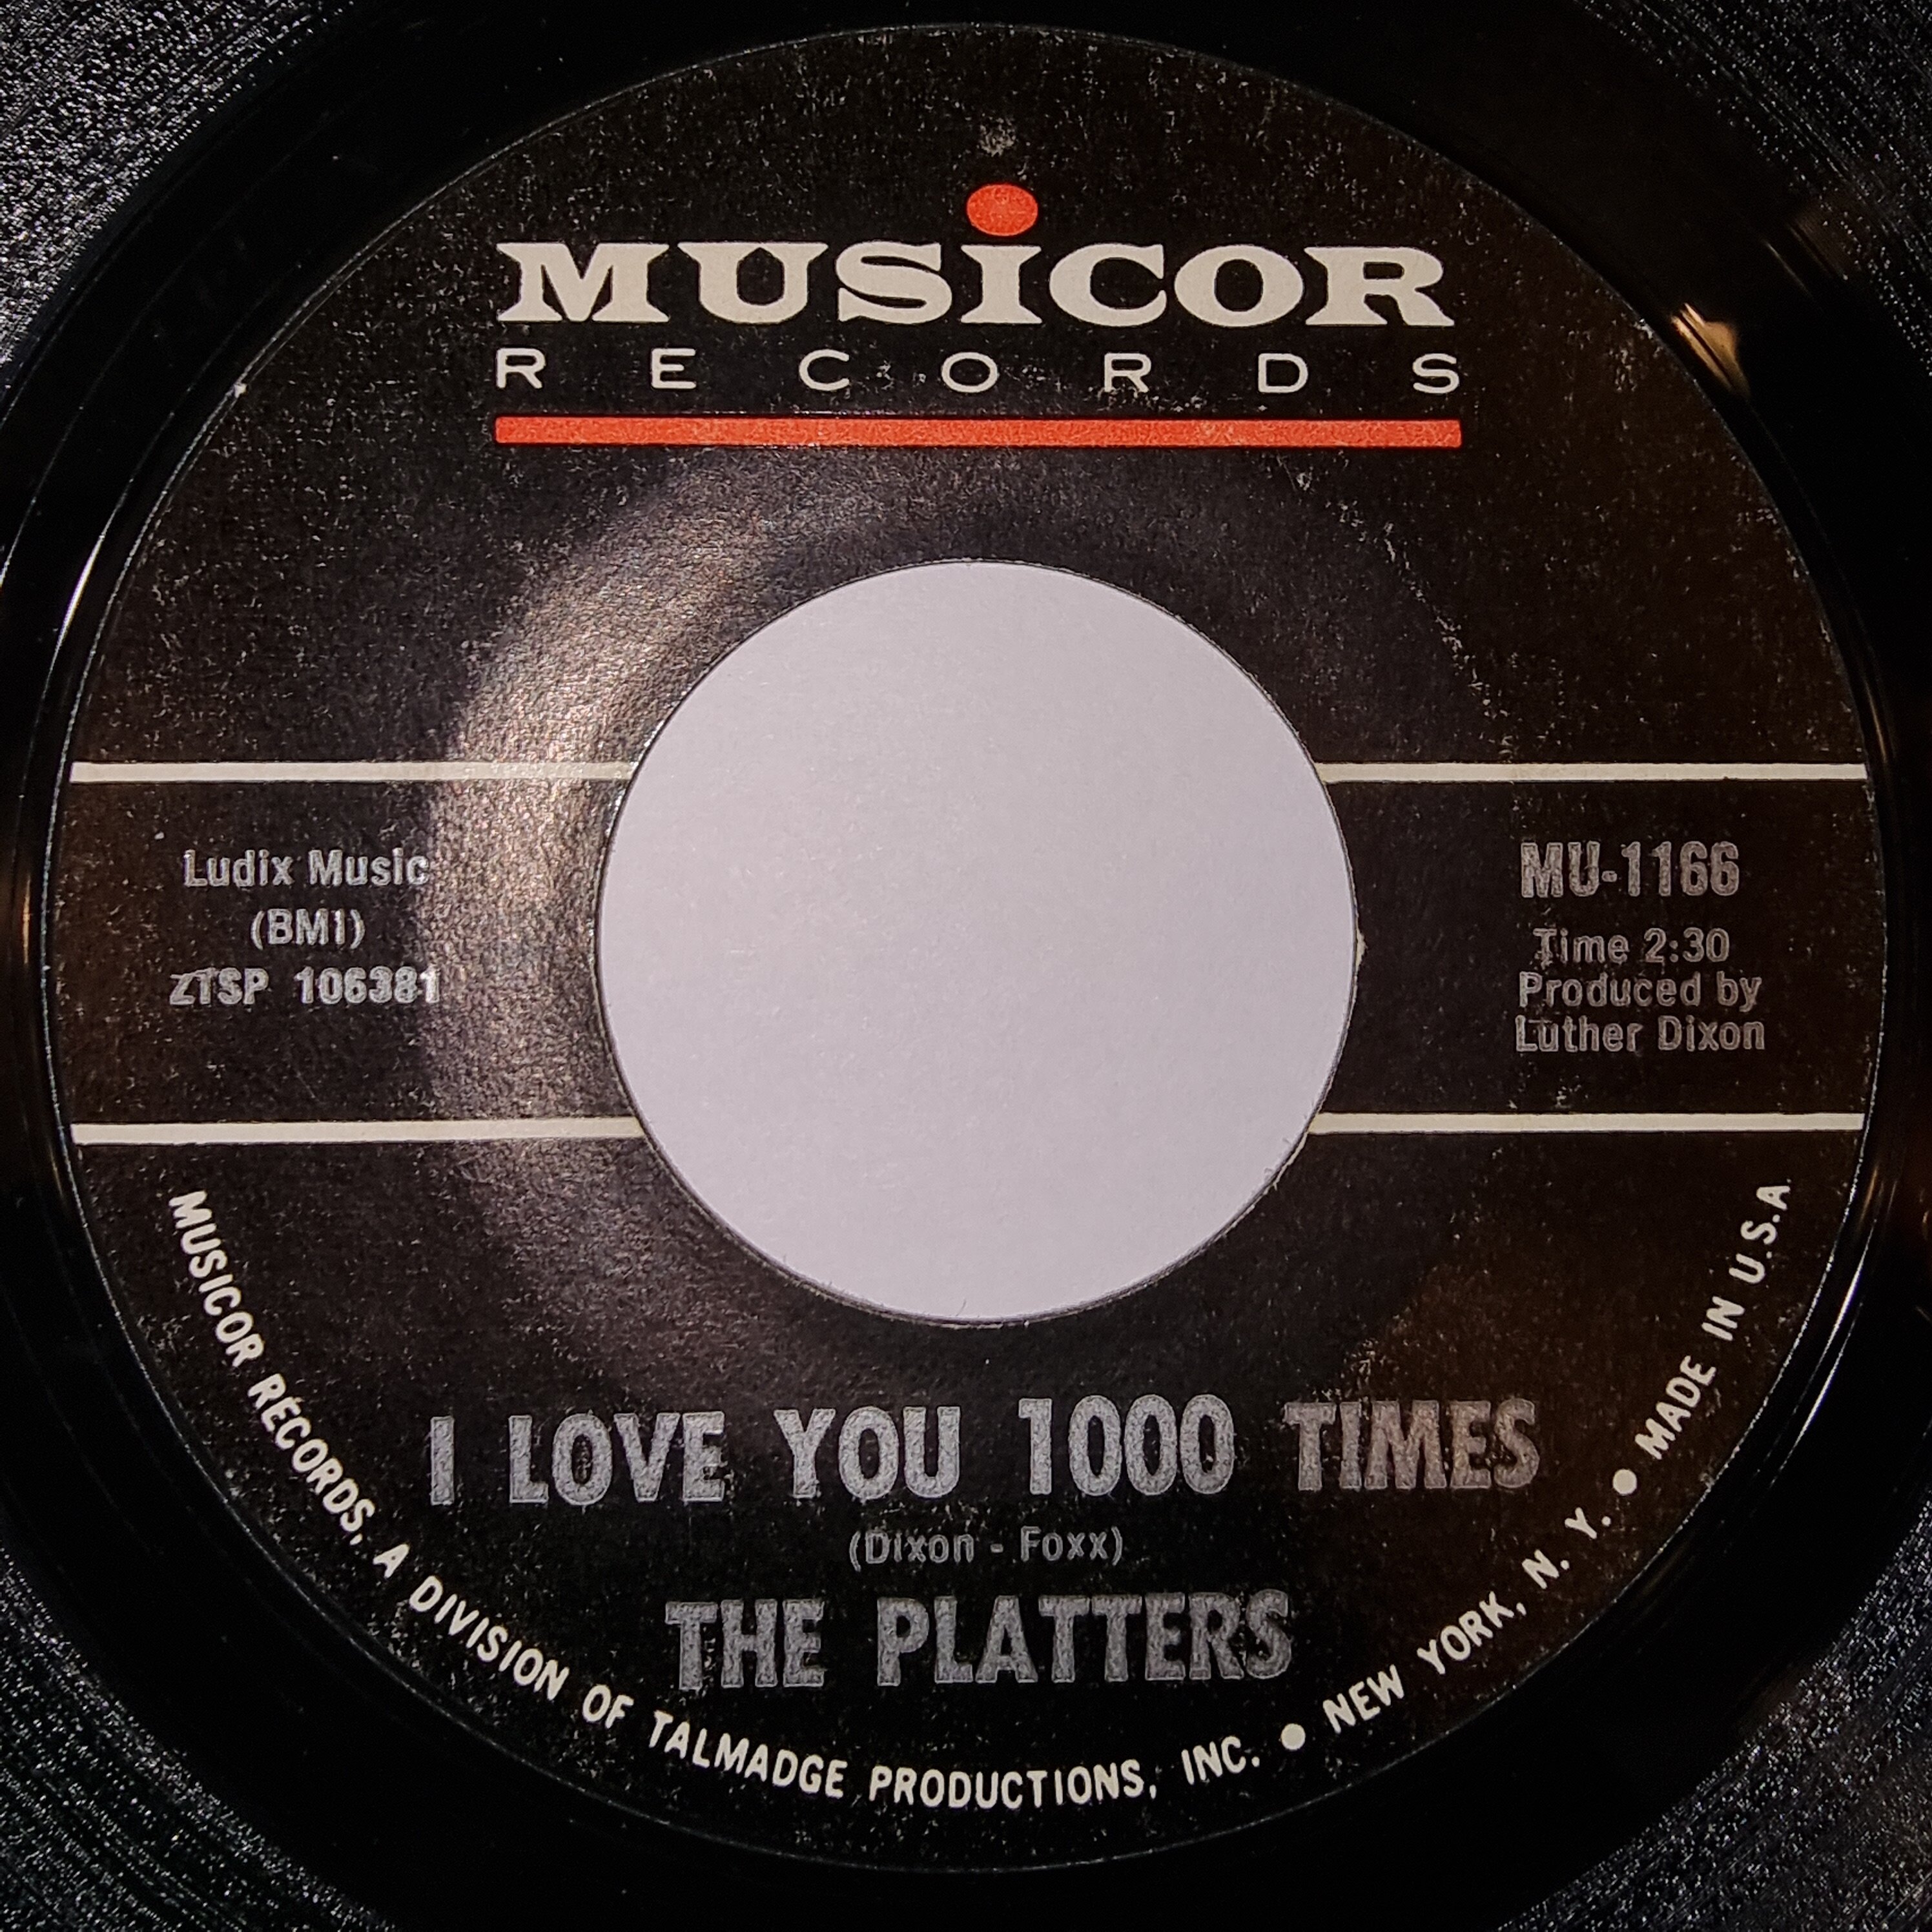 MUSiCOR
RECORDS
Ludix Music
(BMI)
ZTSP 106381
MU-1166
Time 2:30
Produced by
Luther Dixon
I LOVE YOU 1000 TIMES
(Dixon - Foxx)
THE PLATTERS
MUSICOR RECORDS, A DIVISION OF TALMADGE PRODUCTIONS, INC. ● NEW YORK, N. Y. ● MADE IN U.S.A